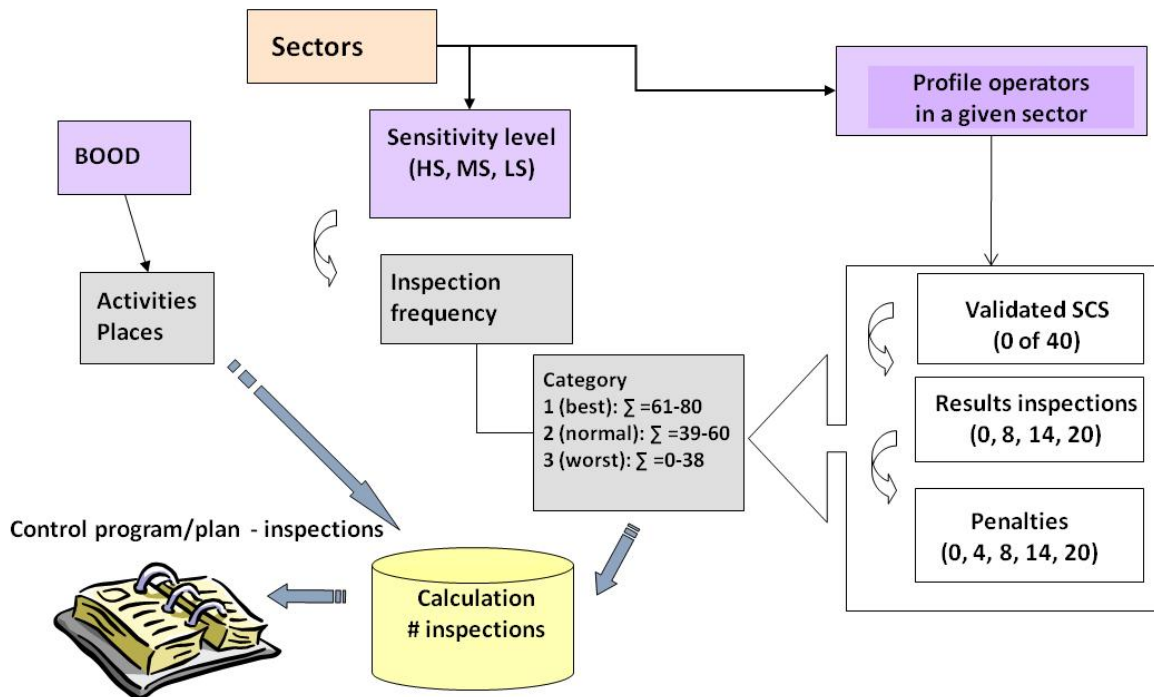 Sectors
Profile operators
in a given sector
Sensitivity level
(HS, MS, LS)
BOOD
Activities
Places
Inspection
frequency
Validated SCS
(0 of 40)
Category
1 (best): ∑ =61-80
2 (normal): ∑ =39-60
3 (worst): ∑ =0-38
Results inspections
(0, 8, 14, 20)
Penalties
(0, 4, 8, 14, 20)
Control program/plan - inspections
Calculation
# inspections